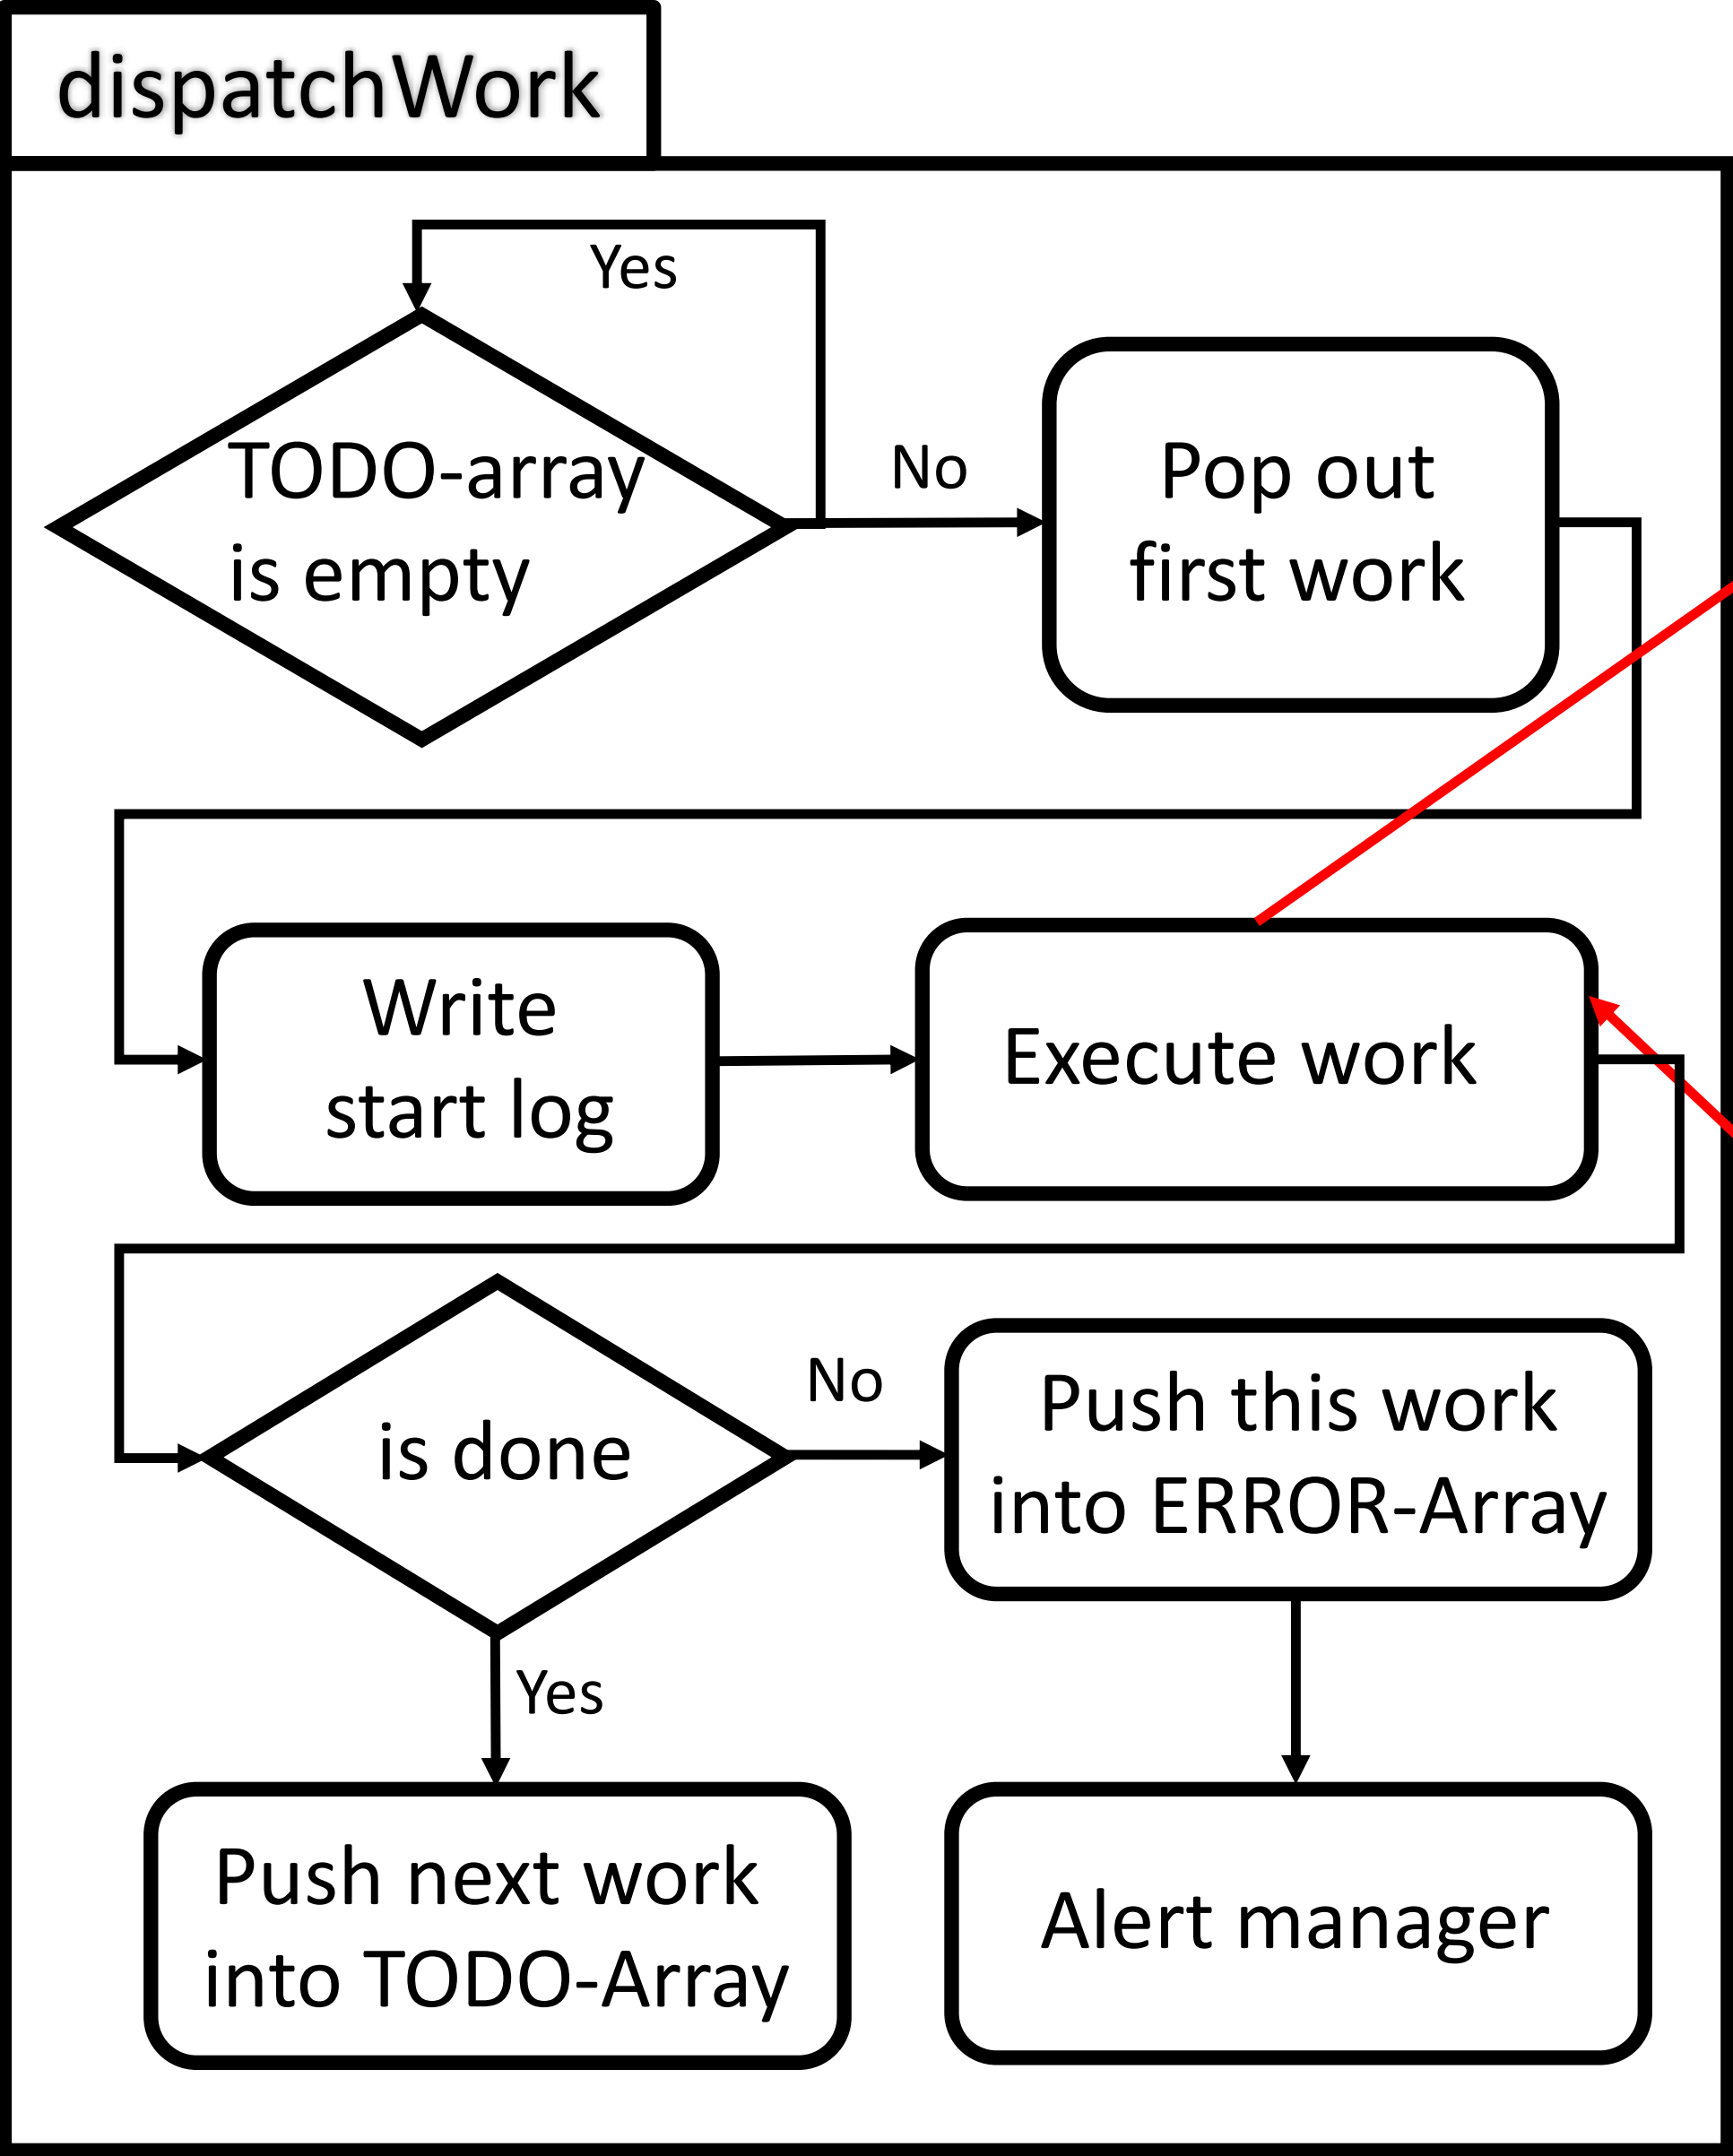 dispatchWork
Yes
TODO-array
is empty
No
Pop out
first work
Write
start log
Execute work
is done
No
Push this work
into ERROR-Array
Yes
Push next work
into TODO-Array
Alert manager